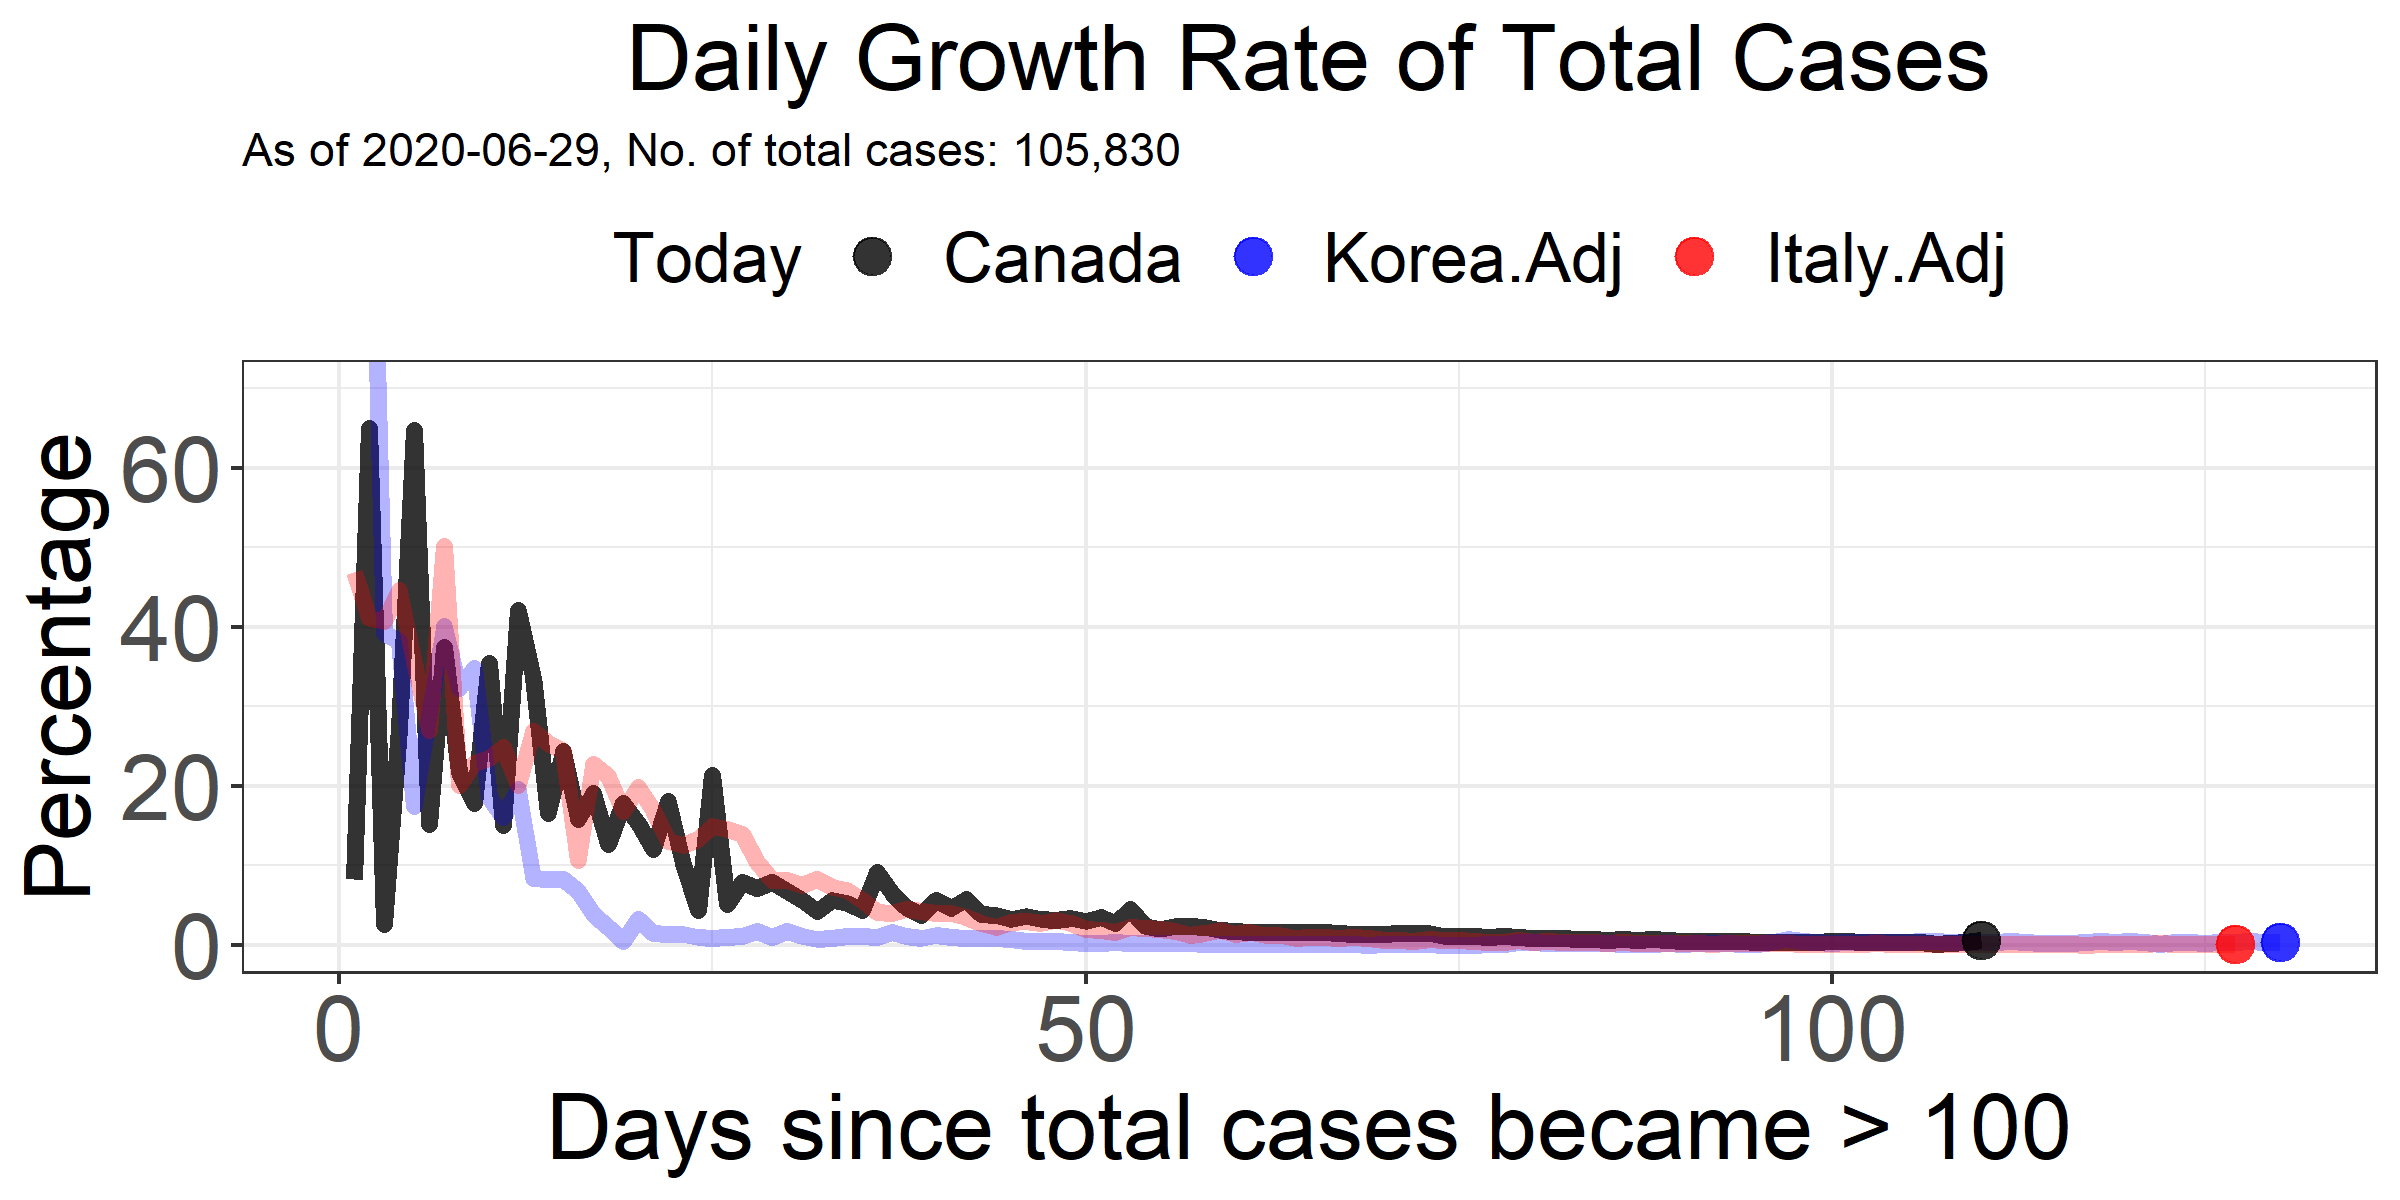 Daily Growth Rate of Total Cases
As of 2020-06-29, No. of total cases: 105,830
Today Canada Korea.Adj Italy.Adj
Percentage
60
40
20
0
0 50 100
Days since total cases became > 100